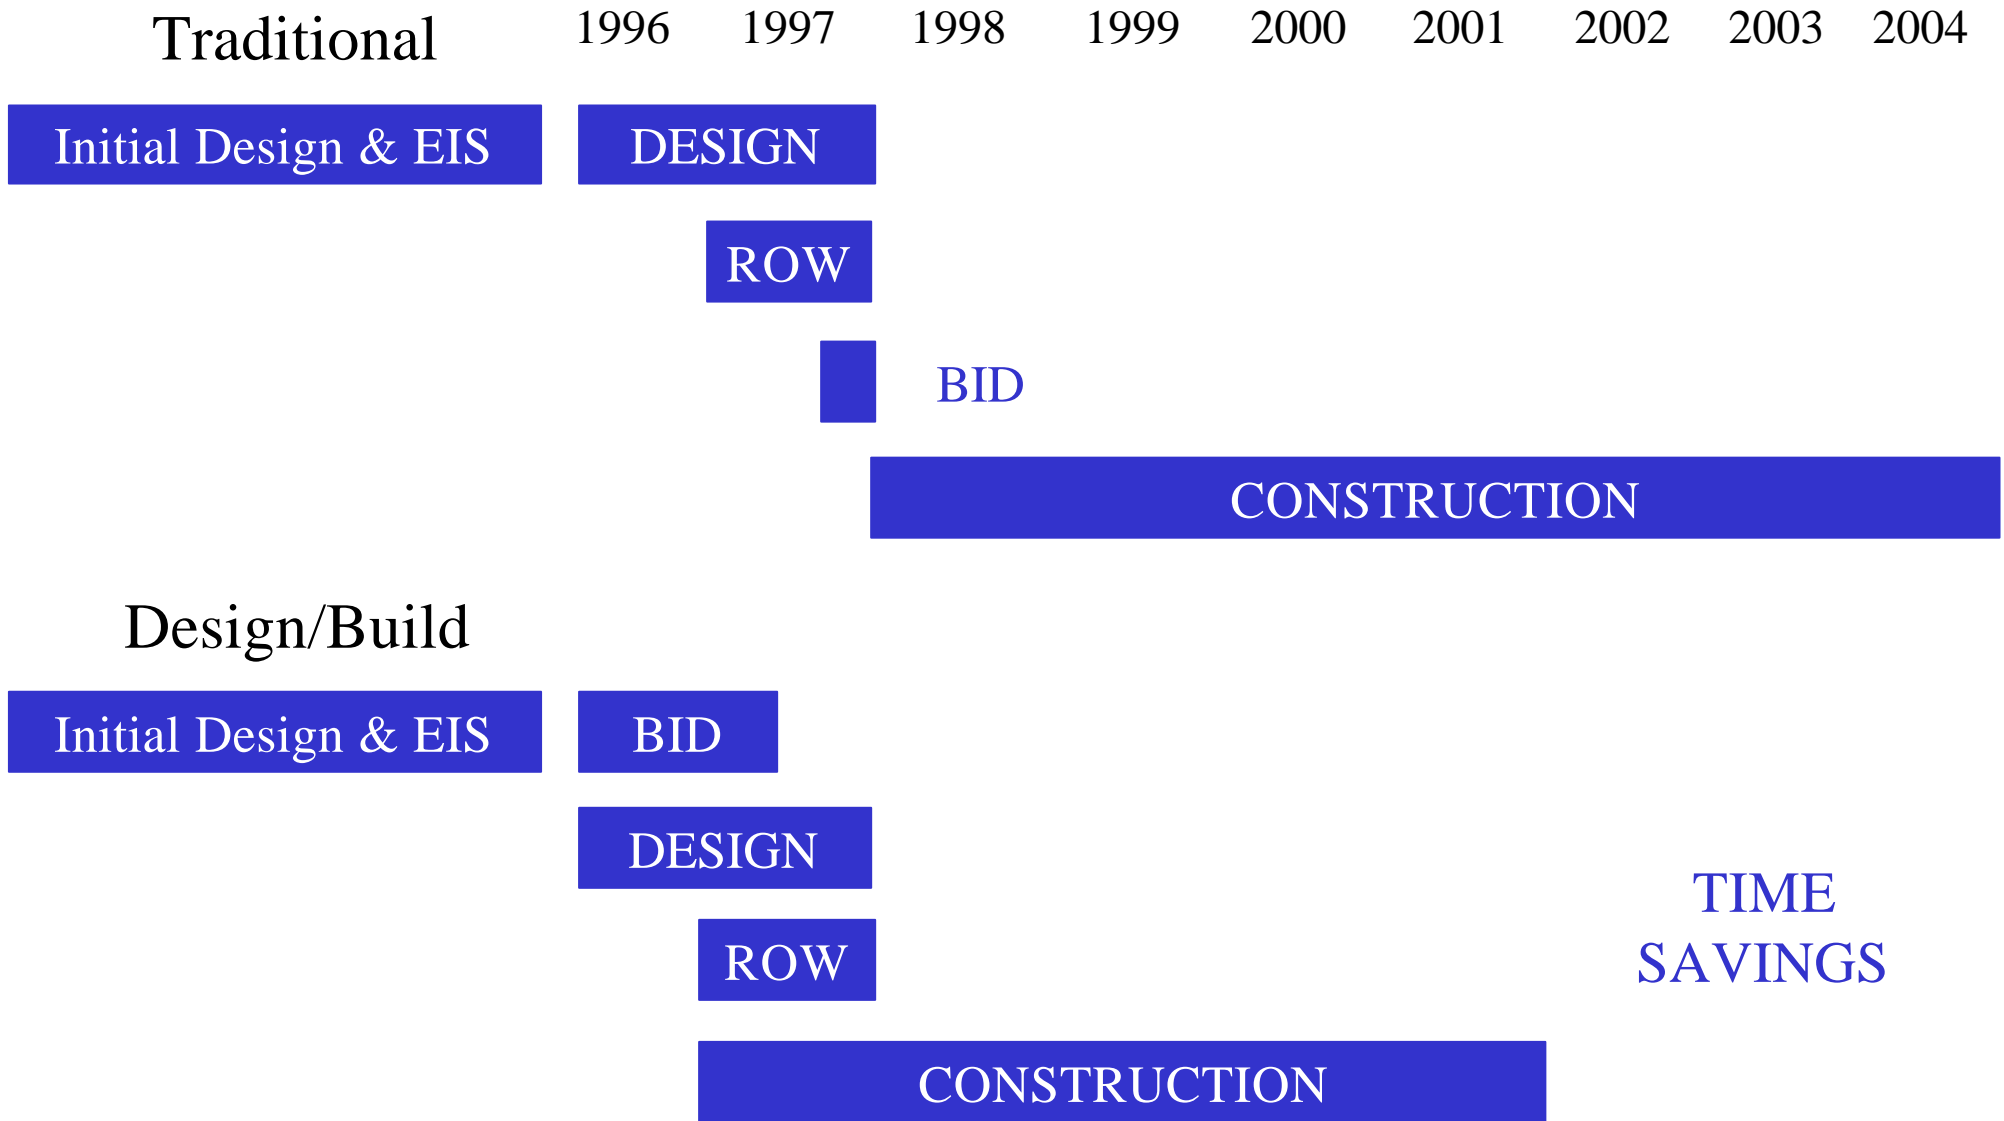 Traditional 1996 1997 1998 1999 2000 2001 2002 2003 2004
Initial Design & EIS DESIGN
ROW
BID
CONSTRUCTION
Design/Build
Initial Design & EIS BID
DESIGN
TIME
SAVINGS
ROW
CONSTRUCTION